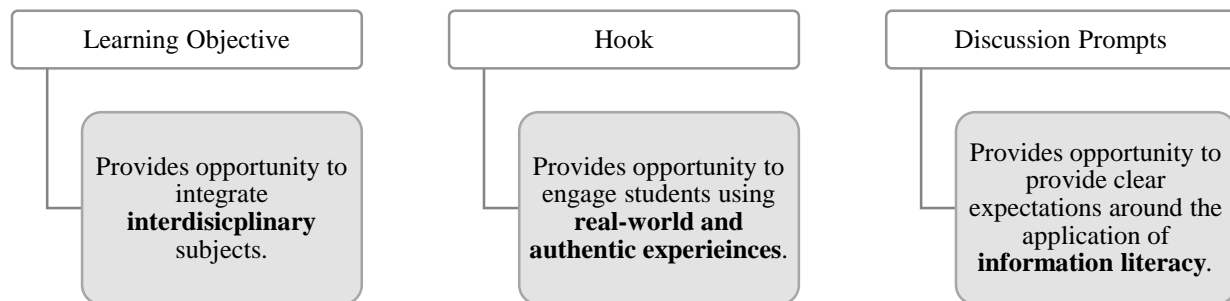 Learning Objective
Provides opportunity to
integrate
interdisicplinary
subjects.
Hook
Provides opportunity to
engage students using
real-world and
authentic experieinces.
Discussion Prompts
Provides opportunity to
provide clear
expectations around the
application of
information literacy.